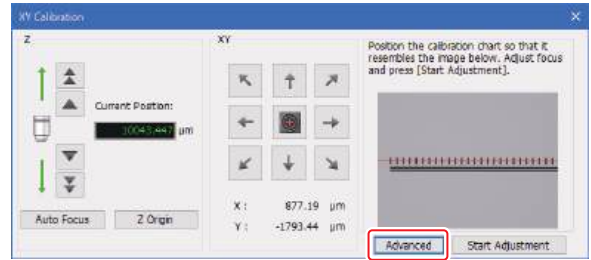 XY Calibration
Z
Current Position:
10043.447 µm
Auto Focus
Z Origin
XY
X : 877.19 µm
Y : -1793.44 µm
Position the calibration chart so that it
resembles the image below. Adjust focus
and press [Start Adjustment].
Advanced
Start Adjustment